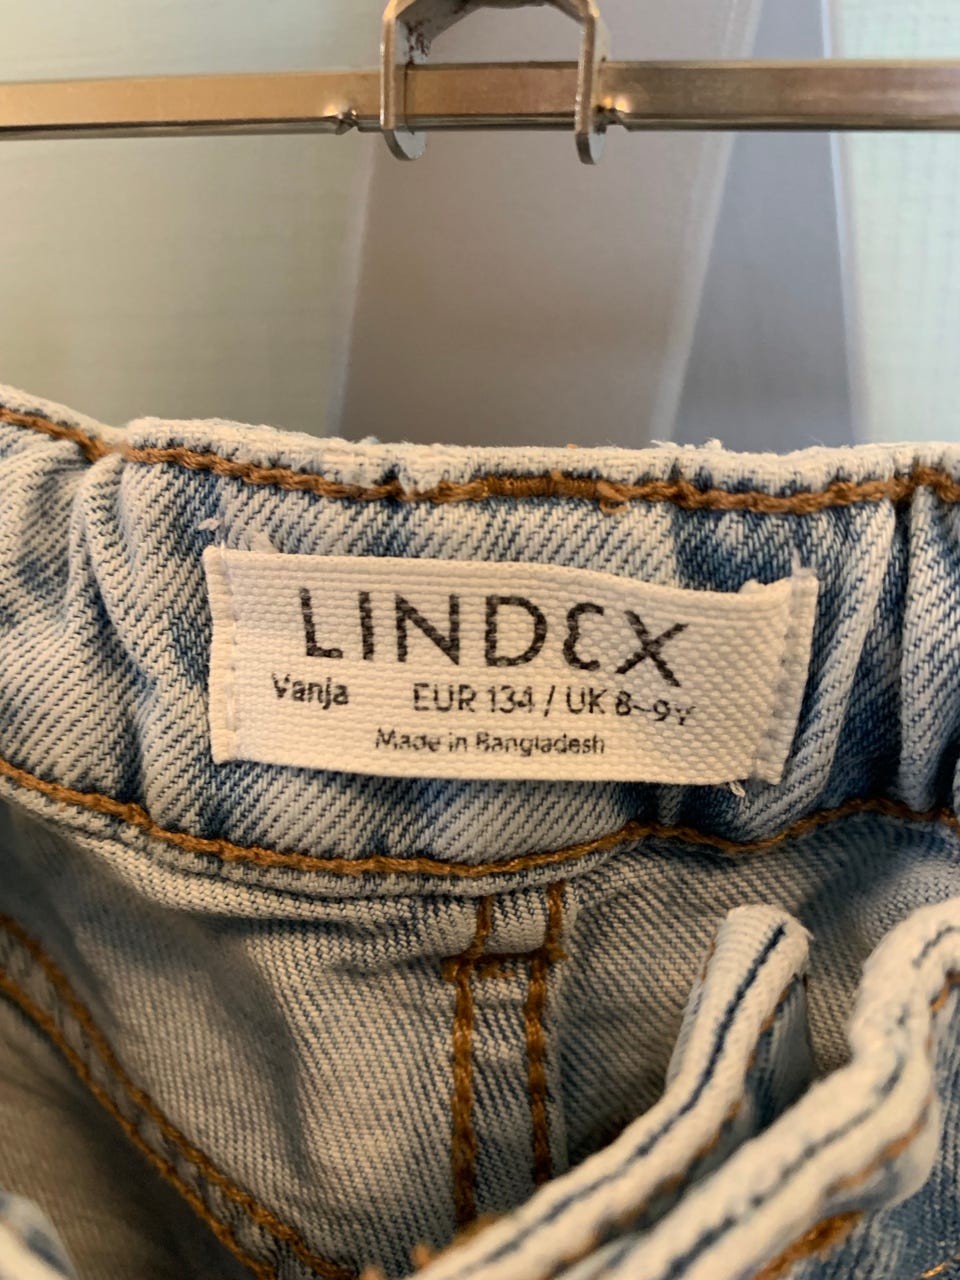 LINDEX
Vanja EUR 134 / UK 8-9Y
Made in Bangladesh